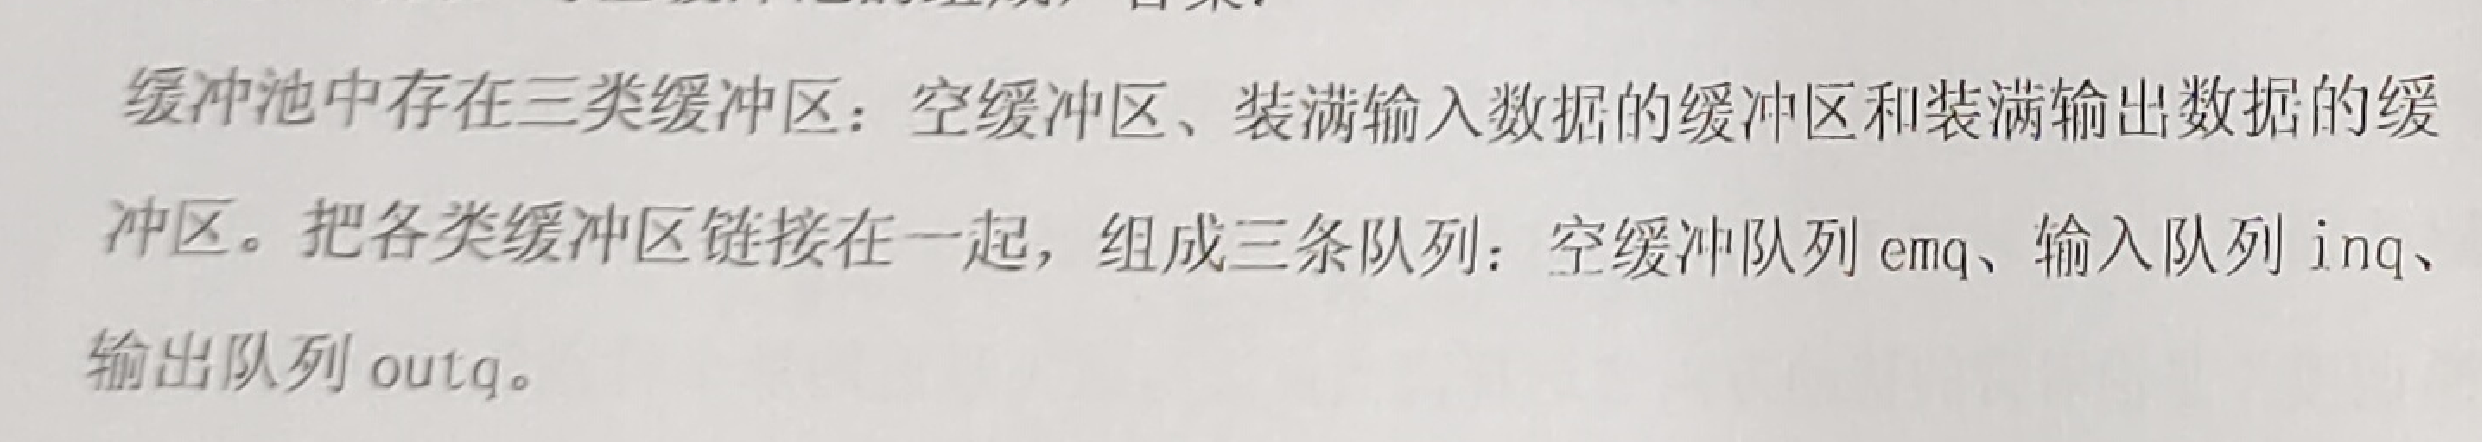 缓冲池中存在三类缓冲区：空缓冲区、装满输入数据的缓冲区和装满输出数据的缓
冲区。把各类缓冲区链接在一起，组成三条队列：空缓冲队列 emq、输入队列 inq、
输出队列 outq。